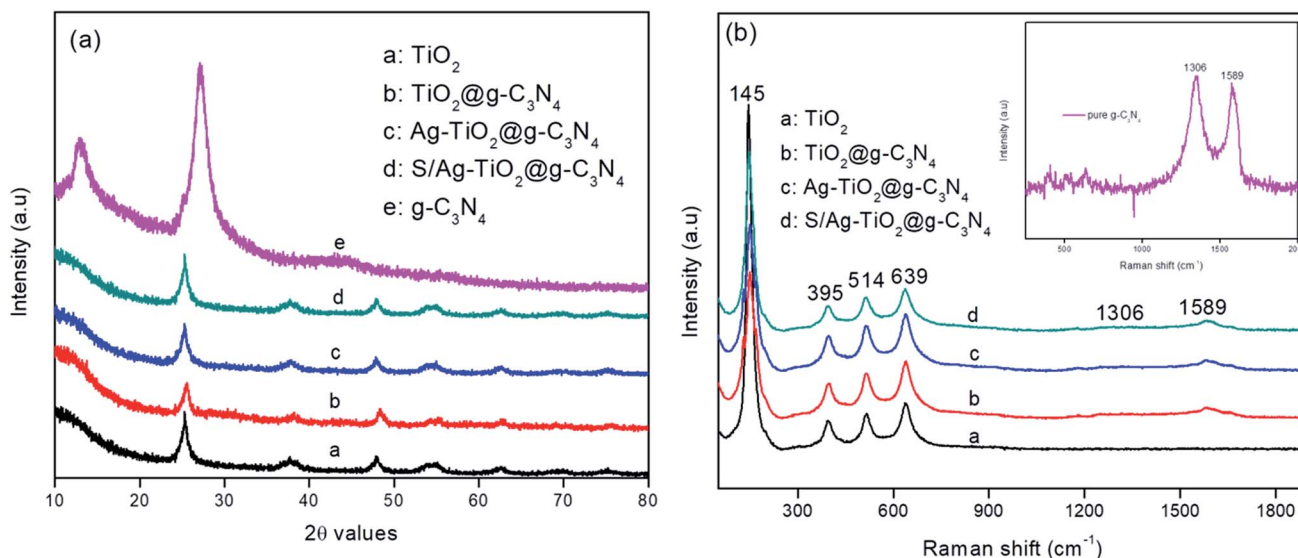 (a)
a: TiO₂
b: TiO₂@g-C₃N₄
c: Ag-TiO₂@g-C₃N₄
d: S/Ag-TiO₂@g-C₃N₄
e: g-C₃N₄
e
d
c
b
a
Intensity (a.u)
10 20 30 40 50 60 70 80
2θ values
(b)
145
a: TiO₂
b: TiO₂@g-C₃N₄
c: Ag-TiO₂@g-C₃N₄
d: S/Ag-TiO₂@g-C₃N₄
395 514 639
1306 1589
d
c
b
a
Intensity (a.u)
300 600 900 1200 1500 1800
Raman shift (cm⁻¹)
1306 1589
pure g-C₃N₄
Intensity (a.u)
500 1000 1500 200
Raman shift (cm⁻¹)